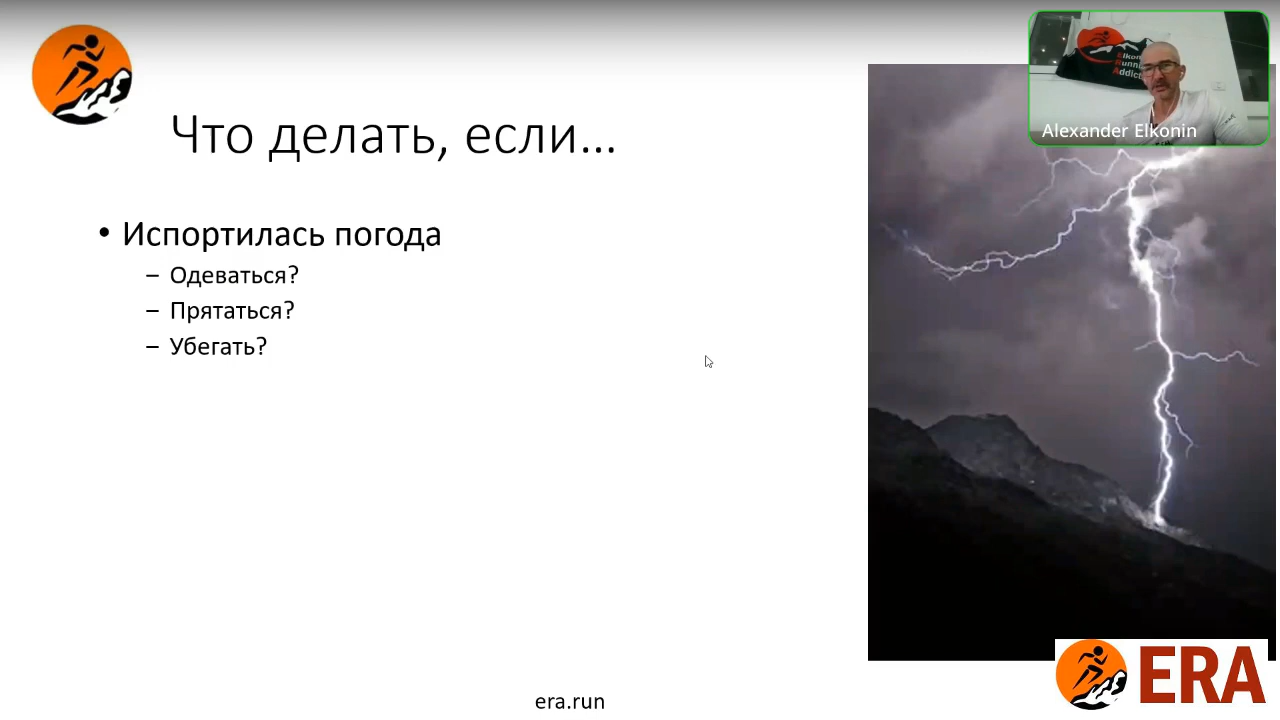 Что делать, если...
• Испортилась погода
– Одеваться?
– Прятаться?
– Убегать?
Alexander Elkonin
era.run
ERA